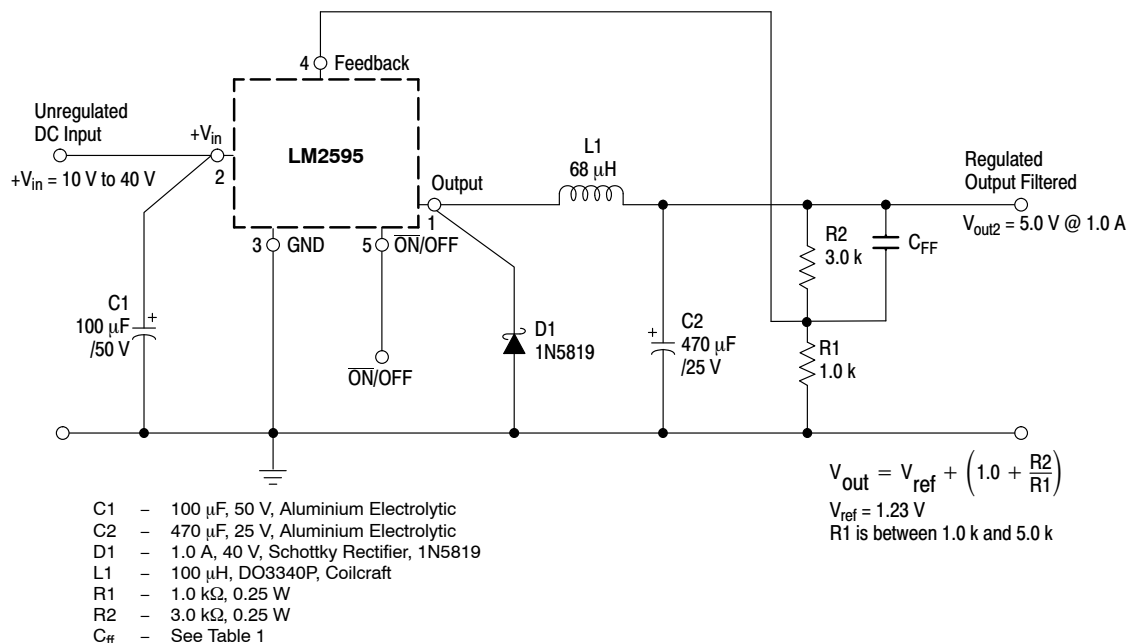 4 Feedback
Unregulated
DC Input
+Vin
LM2595
L1
68 μH
Regulated
Output Filtered
+Vin = 10 V to 40 V
2
Output
1
Vout2 = 5.0 V @ 1.0 A
3 GND
5 ON/OFF
R2
3.0 k
CFF
C1
100 μF
/50 V
+
D1
1N5819
+
C2
470 μF
/25 V
R1
1.0 k
ON/OFF
Vout = Vref + (1.0 + R2/R1)
Vref = 1.23 V
R1 is between 1.0 k and 5.0 k
C1 – 100 μF, 50 V, Aluminium Electrolytic
C2 – 470 μF, 25 V, Aluminium Electrolytic
D1 – 1.0 A, 40 V, Schottky Rectifier, 1N5819
L1 – 100 μH, DO3340P, Coilcraft
R1 – 1.0 kΩ, 0.25 W
R2 – 3.0 kΩ, 0.25 W
Cff – See Table 1